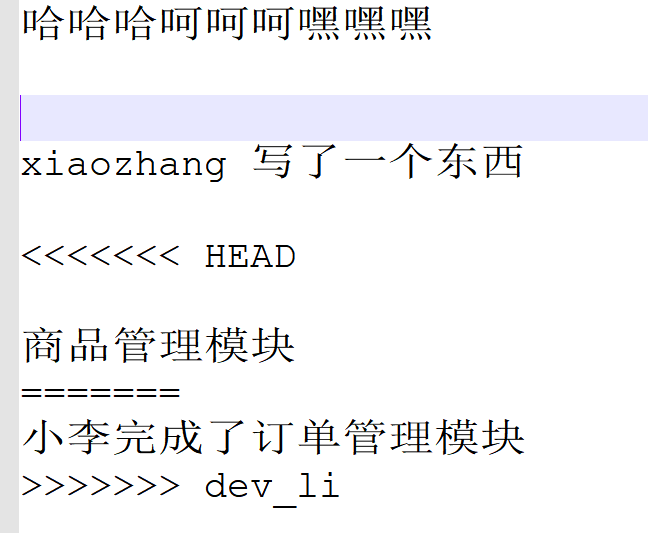 哈哈哈呵呵呵嘿嘿嘿
xiaozhang 写了一个东西
<<<<<<< HEAD
商品管理模块
=======
小李完成了订单管理模块
>>>>>>> dev_li